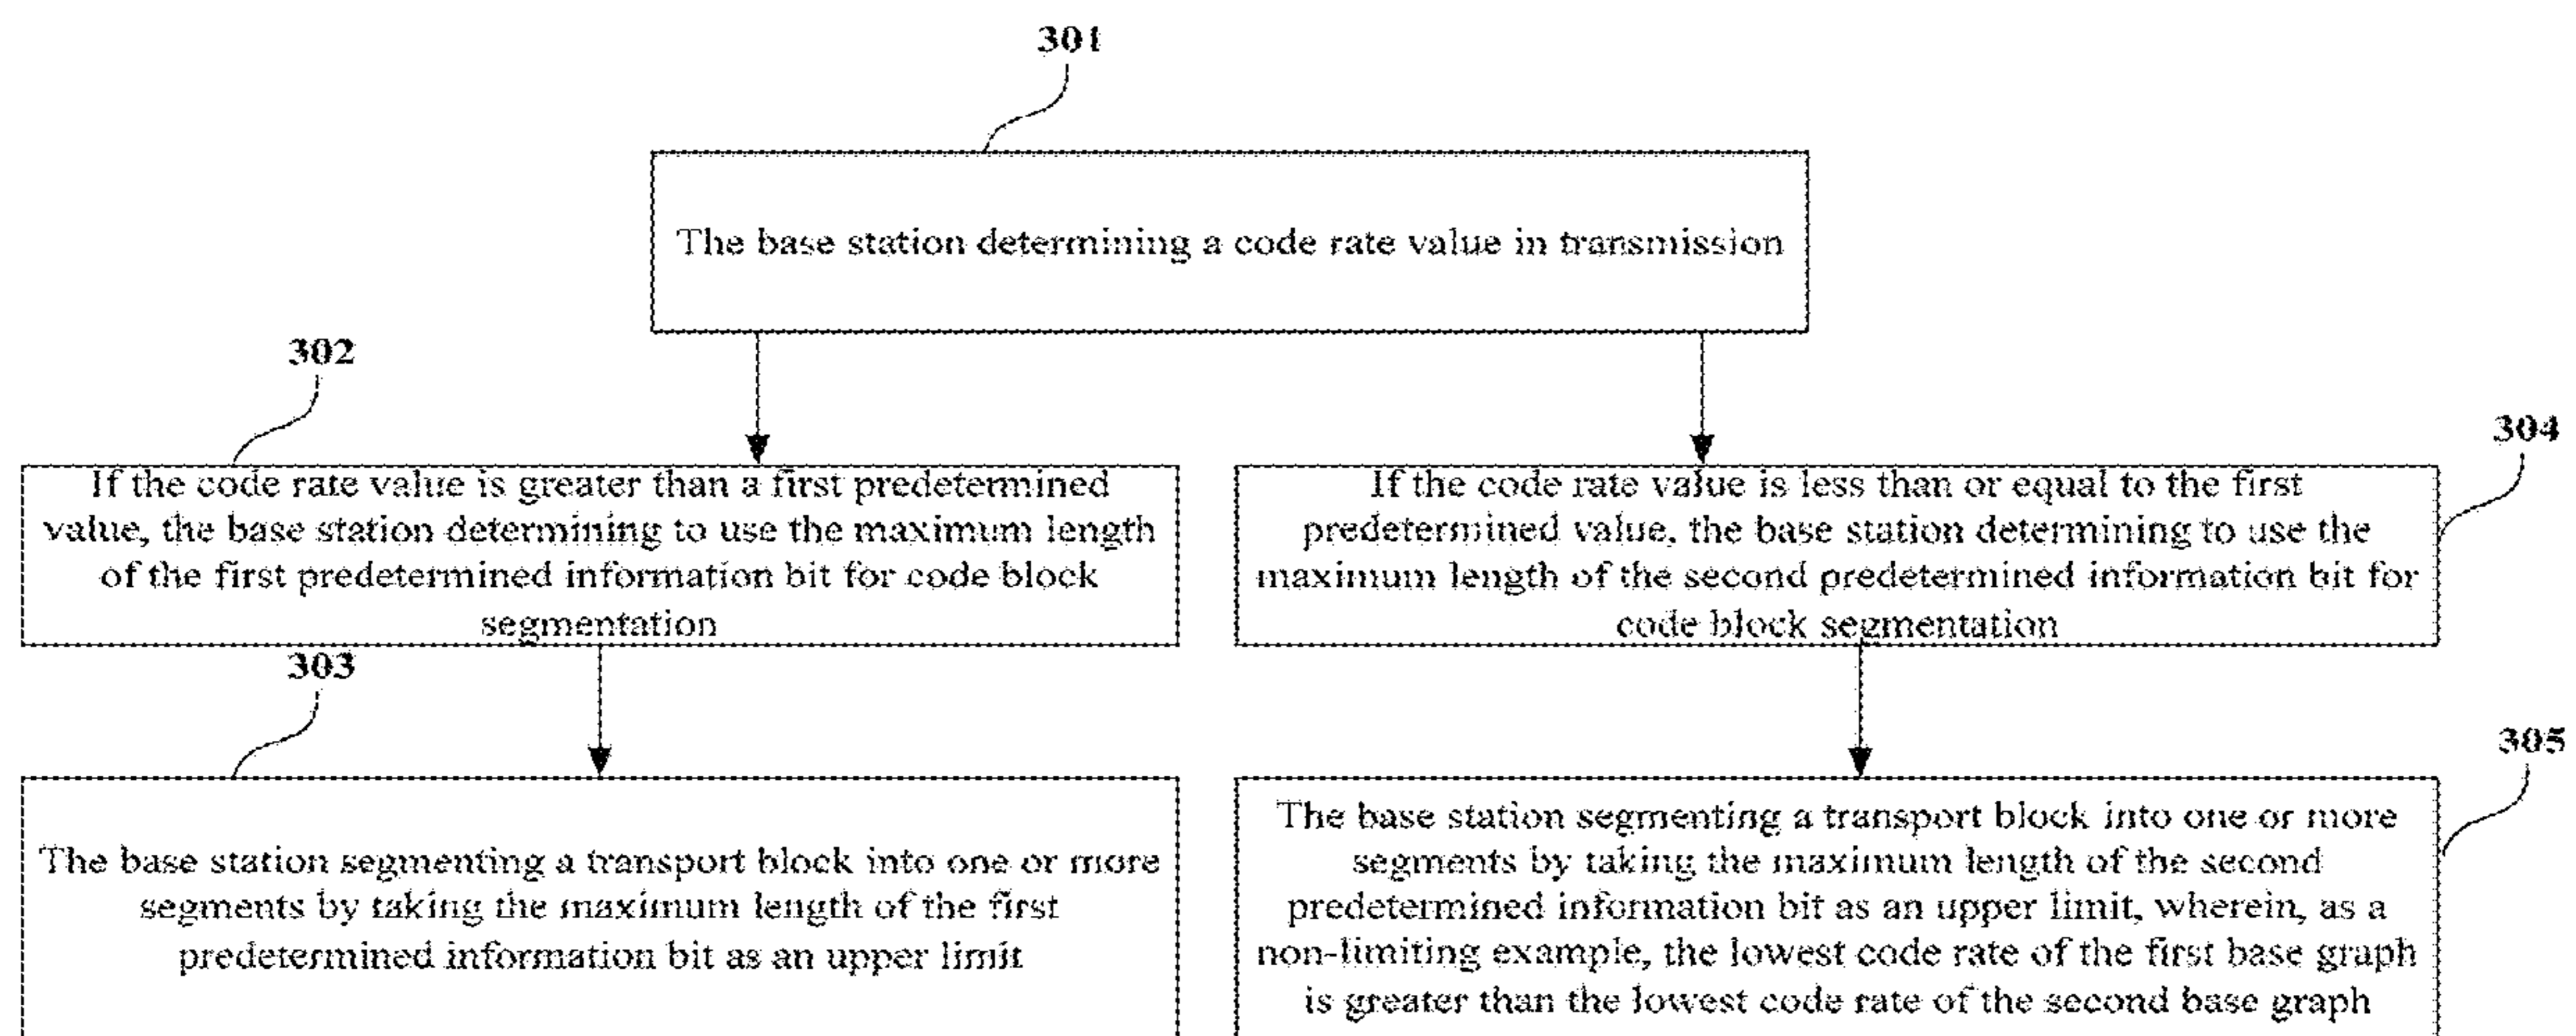 301
The base station determining a code rate value in transmission
302
If the code rate value is greater than a first predetermined
value, the base station determining to use the maximum length
of the first predetermined information bit for code block
segmentation
304
If the code rate value is less than or equal to the first
predetermined value, the base station determining to use the
maximum length of the second predetermined information bit for
code block segmentation
303
The base station segmenting a transport block into one or more
segments by taking the maximum length of the first
predetermined information bit as an upper limit
305
The base station segmenting a transport block into one or more
segments by taking the maximum length of the second
predetermined information bit as an upper limit, wherein, as a
non-limiting example, the lowest code rate of the first base graph
is greater than the lowest code rate of the second base graph